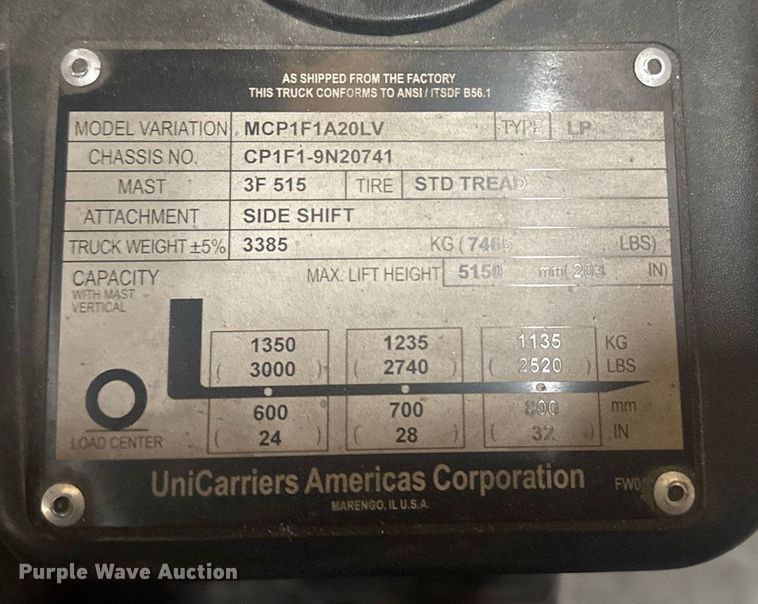 AS SHIPPED FROM THE FACTORY
THIS TRUCK CONFORMS TO ANSI / ITSDF B56.1
MODEL VARIATION MCP1F1A20LV TYPE LP
CHASSIS NO. CP1F1-9N20741
MAST 3F 515 TIRE STD TREAD
ATTACHMENT SIDE SHIFT
TRUCK WEIGHT ±5% 3385 KG ( LBS)
CAPACITY MAX. LIFT HEIGHT 5150 mm( 203 IN)
WITH MAST
VERTICAL
1350 1235 1135 KG
( 3000 ) ( 2740 ) ( 2520 ) LBS
600 700 800 mm
LOAD CENTER ( 24 ) ( 28 ) ( 32 ) IN
UniCarriers Americas Corporation
MARENGO, IL U.S.A.
Purple Wave Auction